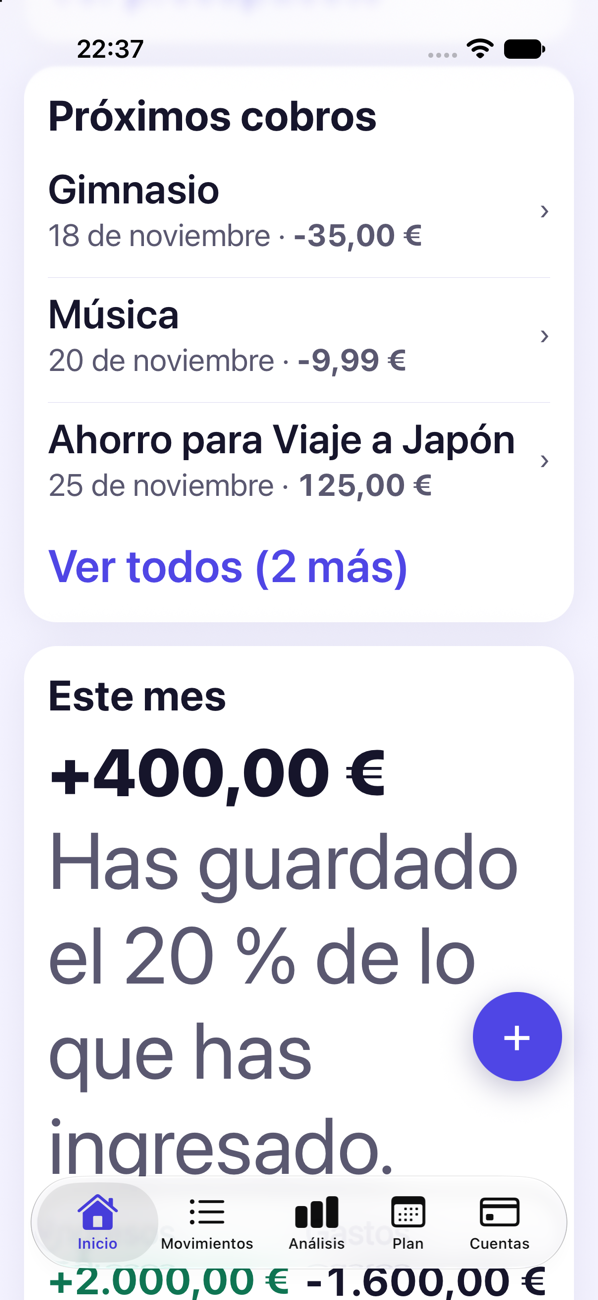 22:37
Próximos cobros
Gimnasio
18 de noviembre · -35,00 €
›
Música
20 de noviembre · -9,99 €
›
Ahorro para Viaje a Japón
25 de noviembre · 125,00 €
›
Ver todos (2 más)
Este mes
+400,00 €
Has guardado
el 20 % de lo
que has
ingresado.
+
Inicio
Movimientos
Análisis
Plan
Cuentas
+2.000,00 € -1.600,00 €